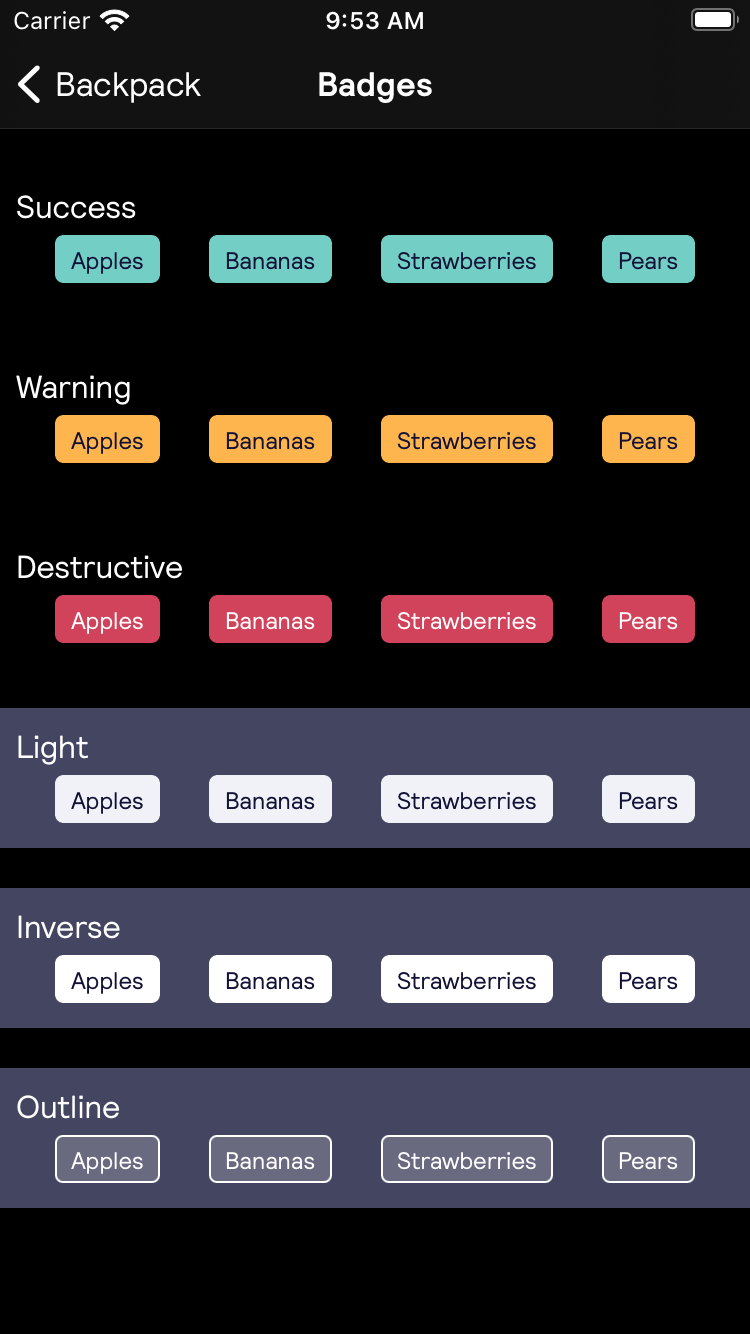 Carrier 9:53 AM
Backpack Badges
Success
Apples Bananas Strawberries Pears
Warning
Apples Bananas Strawberries Pears
Destructive
Apples Bananas Strawberries Pears
Light
Apples Bananas Strawberries Pears
Inverse
Apples Bananas Strawberries Pears
Outline
Apples Bananas Strawberries Pears